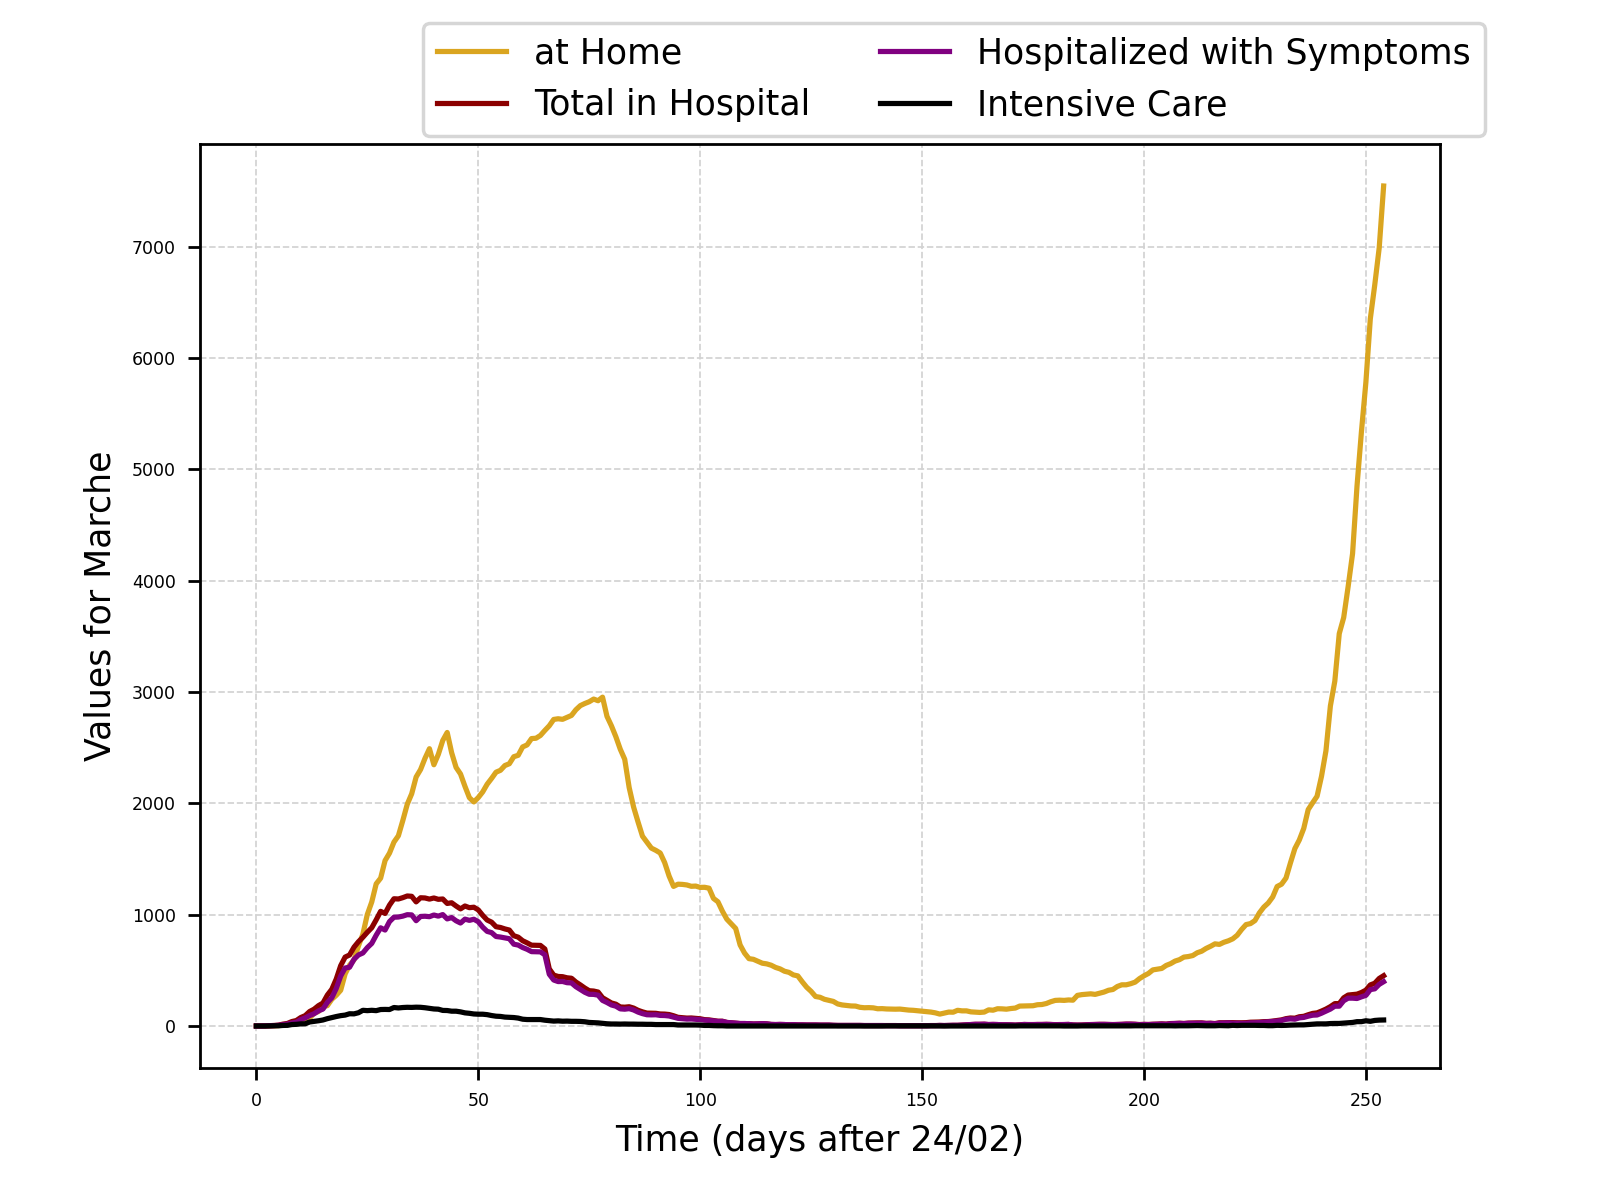 at Home
Total in Hospital
Hospitalized with Symptoms
Intensive Care
Values for Marche
7000
6000
5000
4000
3000
2000
1000
0
0 50 100 150 200 250
Time (days after 24/02)